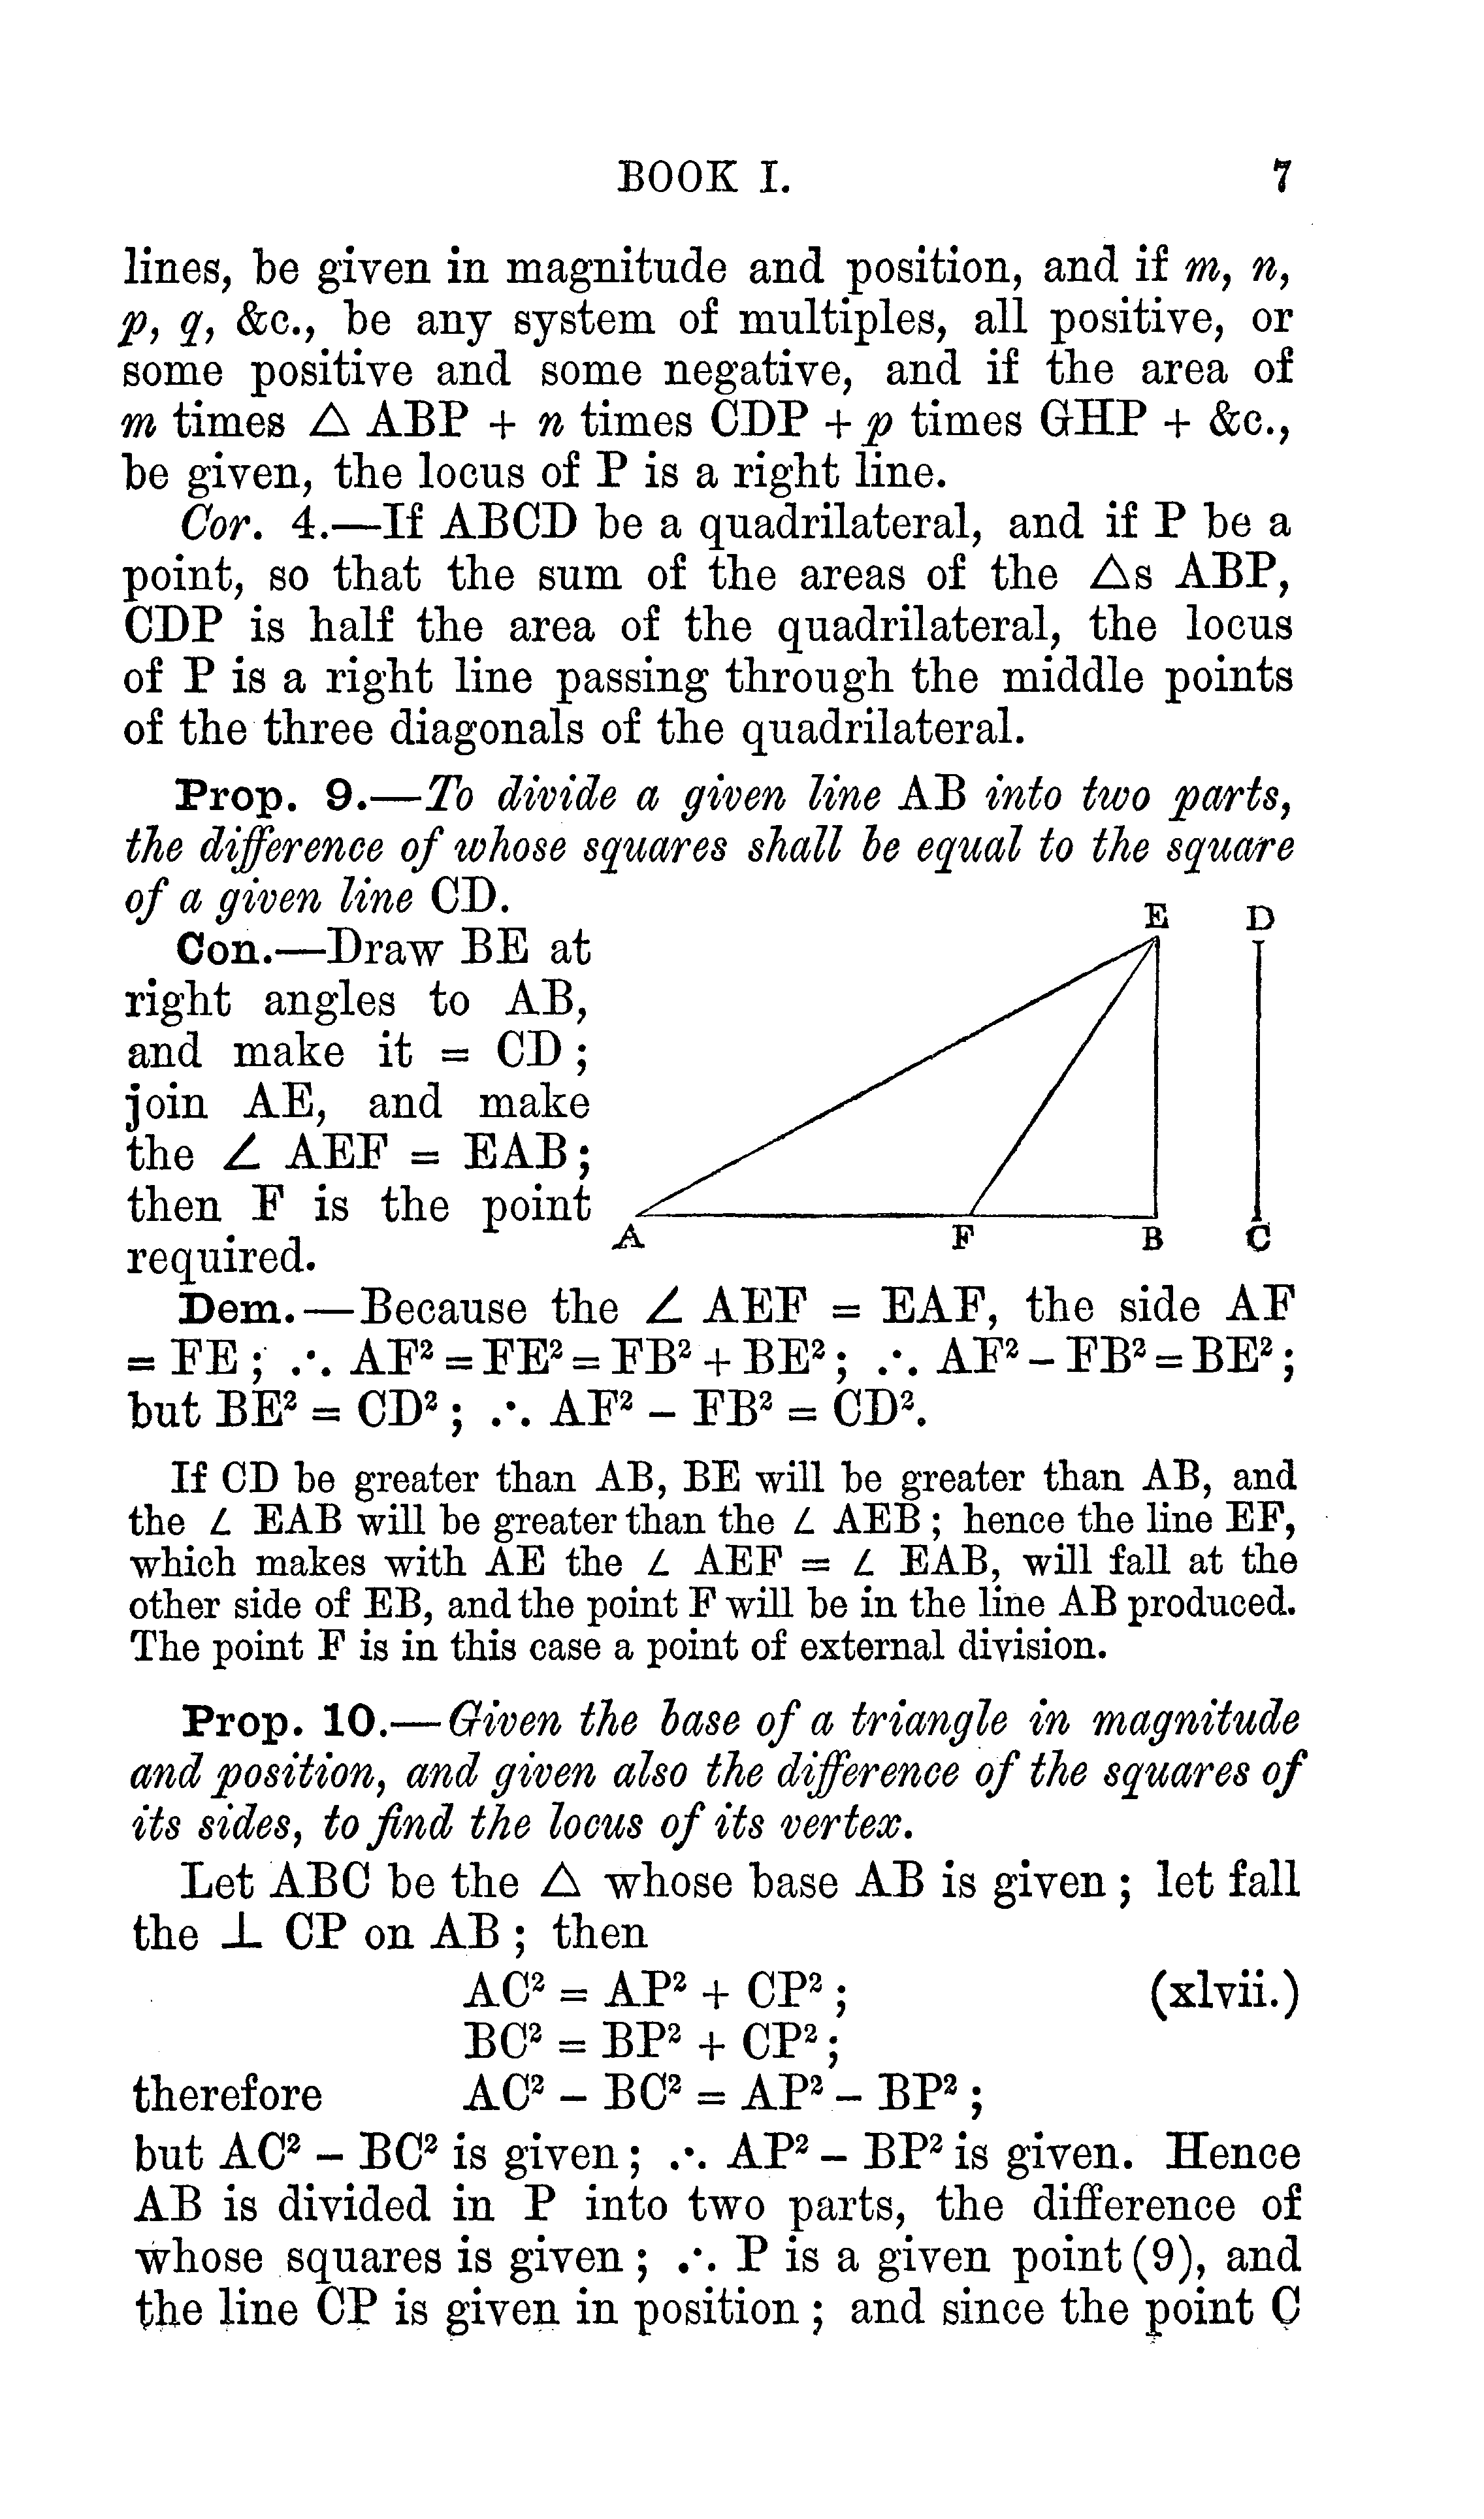 BOOK I. 7
lines, be given in magnitude and position, and if m, n,
p, q, &c., be any system of multiples, all positive, or
some positive and some negative, and if the area of
m times △ ABP + n times CDP + p times GHP + &c.,
be given, the locus of P is a right line.
Cor. 4.—If ABCD be a quadrilateral, and if P be a
point, so that the sum of the areas of the △s ABP,
CDP is half the area of the quadrilateral, the locus
of P is a right line passing through the middle points
of the three diagonals of the quadrilateral.
Prop. 9.—To divide a given line AB into two parts,
the difference of whose squares shall be equal to the square
of a given line CD.
Con.—Draw BE at
right angles to AB,
and make it = CD;
join AE, and make
the ∠ AEF = EAB;
then F is the point
required.
E D
A F B C
Dem.—Because the ∠ AEF = EAF, the side AF
= FE; ∴ AF² = FE² = FB² + BE²; ∴ AF² – FB² = BE²;
but BE² = CD²; ∴ AF² – FB² = CD².
If CD be greater than AB, BE will be greater than AB, and
the ∠ EAB will be greater than the ∠ AEB; hence the line EF,
which makes with AE the ∠ AEF = ∠ EAB, will fall at the
other side of EB, and the point F will be in the line AB produced.
The point F is in this case a point of external division.
Prop. 10.—Given the base of a triangle in magnitude
and position, and given also the difference of the squares of
its sides, to find the locus of its vertex.
Let ABC be the △ whose base AB is given; let fall
the ⊥ CP on AB; then
AC² = AP² + CP²; (xlvii.)
BC² = BP² + CP²;
therefore AC² – BC² = AP² – BP²;
but AC² – BC² is given; ∴ AP² – BP² is given. Hence
AB is divided in P into two parts, the difference of
whose squares is given; ∴ P is a given point (9), and
the line CP is given in position; and since the point C